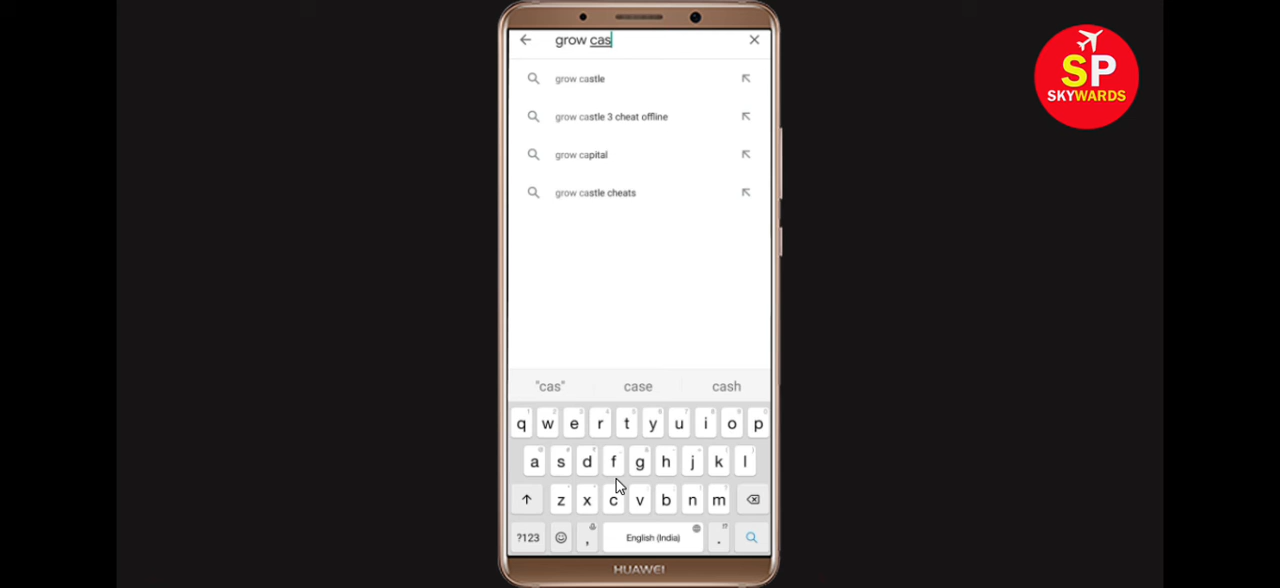 grow cas
SP
SKYWARDS
grow castle
grow castle 3 cheat offline
grow capital
grow castle cheats
"cas" case cash
q w e r t y u i o p
a s d f g h j k l
z x c v b n m
?123 , English (India) .
HUAWEI